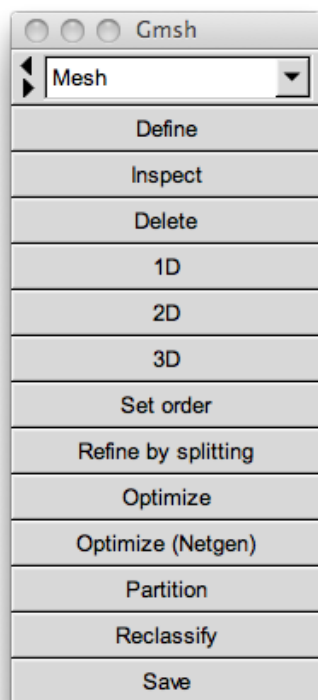 Gmsh
Mesh
Define
Inspect
Delete
1D
2D
3D
Set order
Refine by splitting
Optimize
Optimize (Netgen)
Partition
Reclassify
Save